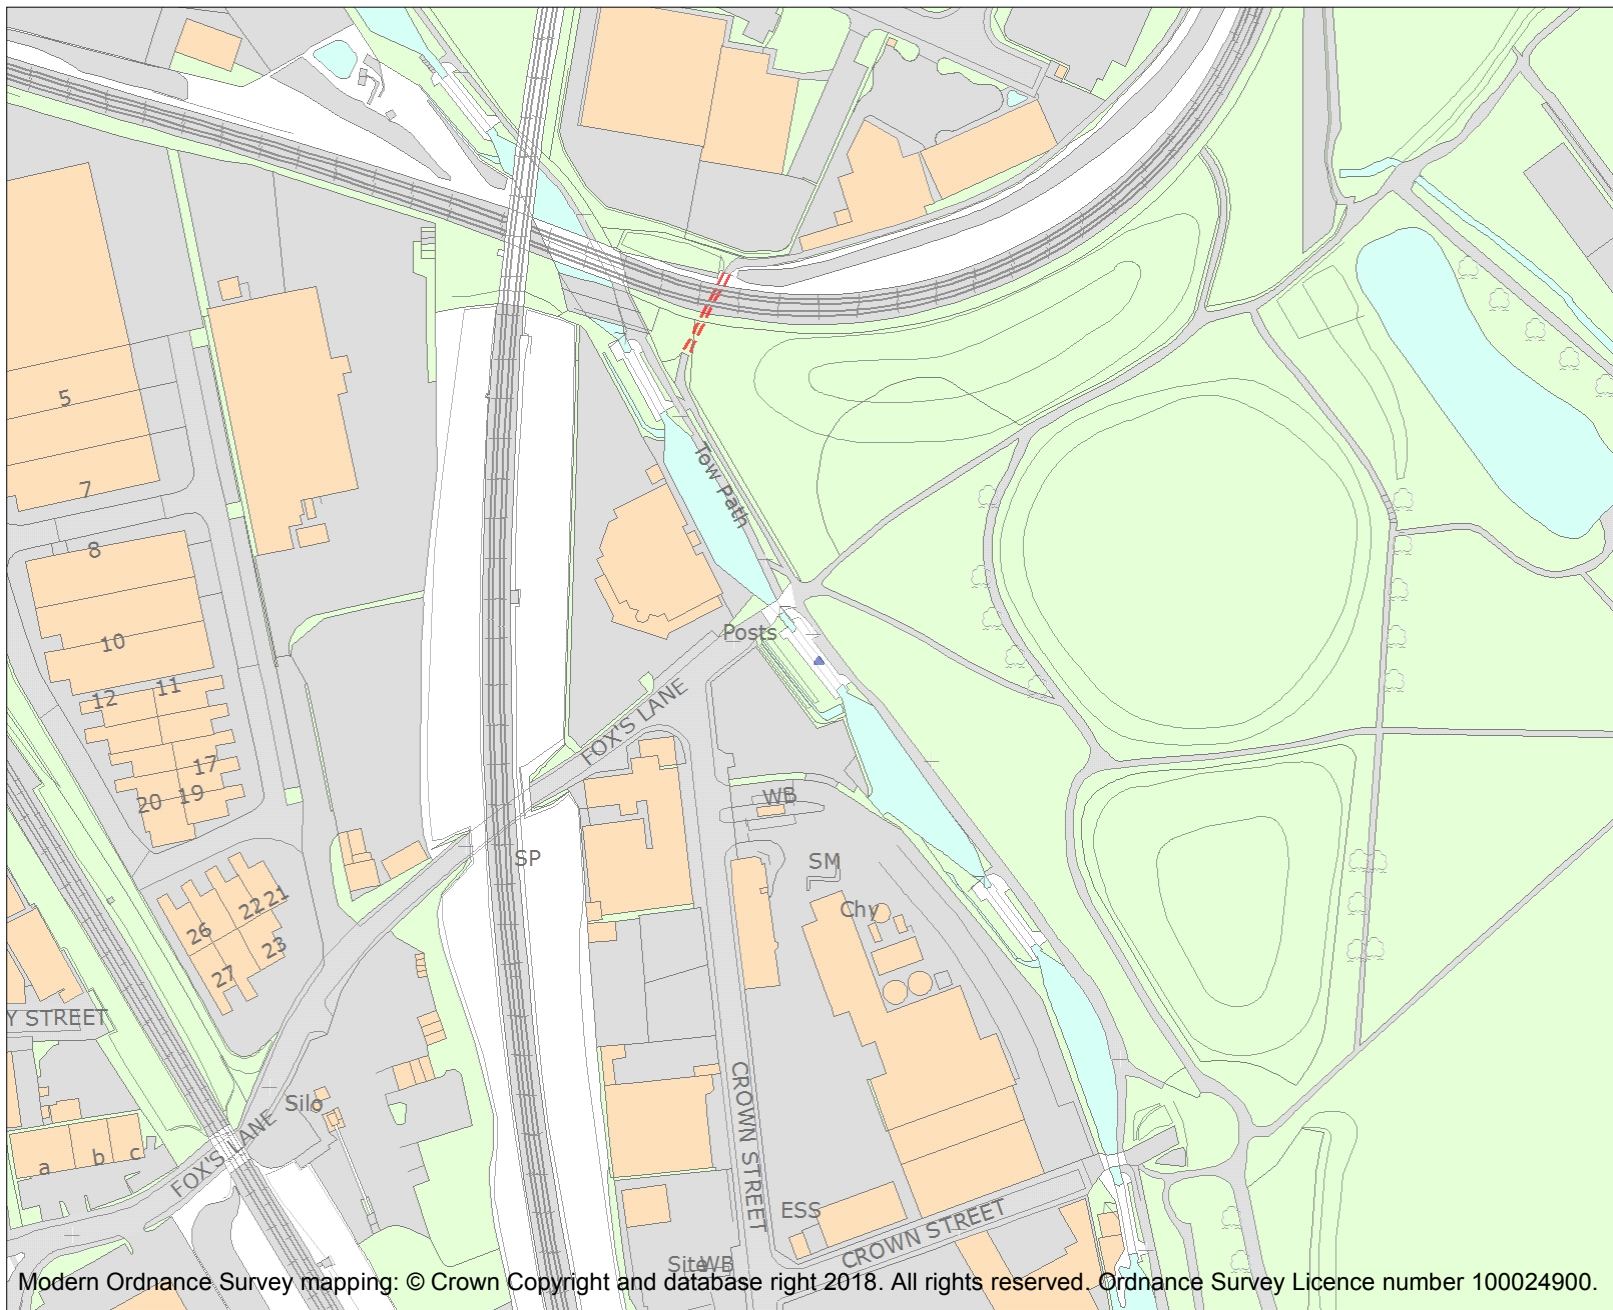 5
7
8
10
12
11
17
20
19
22
21
26
23
27
Y STREET
Silo
FOX'S LANE
a
b
c
Tow Path
Posts
FOX'S LANE
SP
WB
SM
Chy
CROWN STREET
ESS
CROWN STREET
Site
WB
Modern Ordnance Survey mapping: © Crown Copyright and database right 2018. All rights reserved. Ordnance Survey Licence number 100024900.